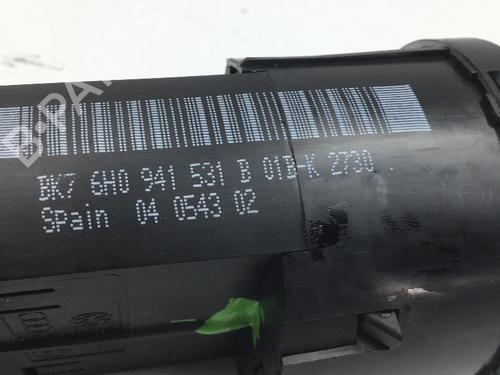 B-PARTS
BK7 6H0 941 531 B 01B-K 2730
Spain 04 0543 02